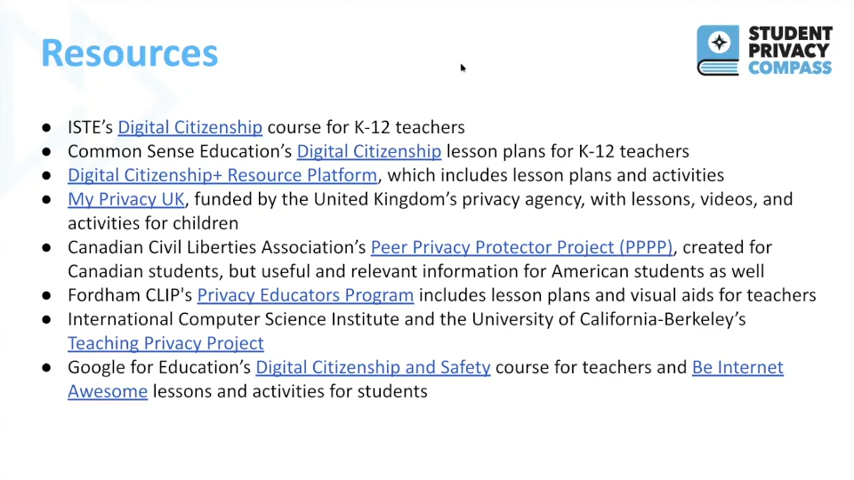 Resources
STUDENT
PRIVACY
COMPASS
● ISTE’s Digital Citizenship course for K-12 teachers
● Common Sense Education’s Digital Citizenship lesson plans for K-12 teachers
● Digital Citizenship+ Resource Platform, which includes lesson plans and activities
● My Privacy UK, funded by the United Kingdom’s privacy agency, with lessons, videos, and
activities for children
● Canadian Civil Liberties Association’s Peer Privacy Protector Project (PPPP), created for
Canadian students, but useful and relevant information for American students as well
● Fordham CLIP's Privacy Educators Program includes lesson plans and visual aids for teachers
● International Computer Science Institute and the University of California-Berkeley’s
Teaching Privacy Project
● Google for Education’s Digital Citizenship and Safety course for teachers and Be Internet
Awesome lessons and activities for students